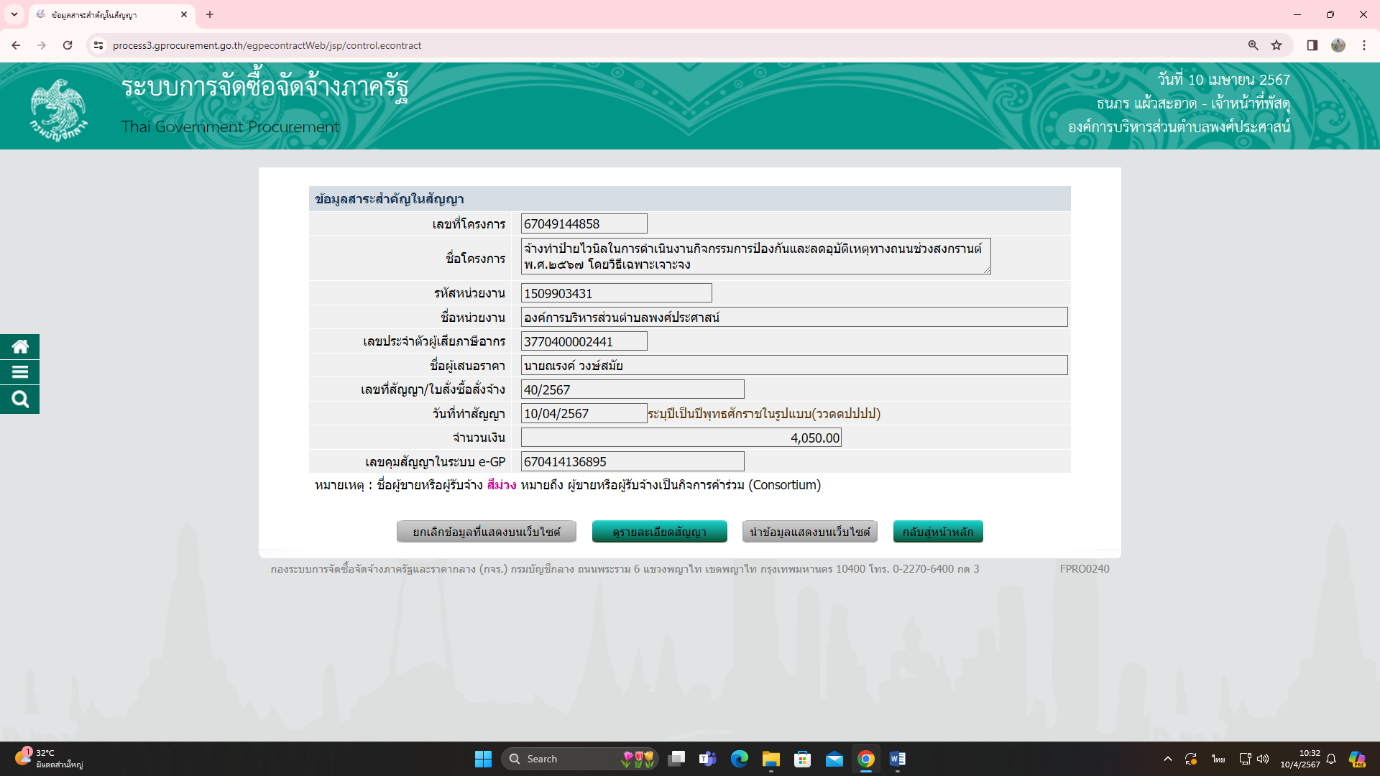 ข้อมูลสาระสำคัญในสัญญา
process3.gprocurement.go.th/egpecontractWeb/jsp/control.econtract
ระบบการจัดซื้อจัดจ้างภาครัฐ
Thai Government Procurement
วันที่ 10 เมษายน 2567
ธนภร แผ้วสะอาด - เจ้าหน้าที่พัสดุ
องค์การบริหารส่วนตำบลพงศ์ประศาสน์
กรมบัญชีกลาง
ข้อมูลสาระสำคัญในสัญญา
เลขที่โครงการ 67049144858
ชื่อโครงการ จ้างทำป้ายไวนิลในการดำเนินงานกิจกรรมการป้องกันและลดอุบัติเหตุทางถนนช่วงสงกรานต์
พ.ศ.๒๕๖๗ โดยวิธีเฉพาะเจาะจง
รหัสหน่วยงาน 1509903431
ชื่อหน่วยงาน องค์การบริหารส่วนตำบลพงศ์ประศาสน์
เลขประจำตัวผู้เสียภาษีอากร 3770400002441
ชื่อผู้เสนอราคา นายณรงค์ วงษ์สมัย
เลขที่สัญญา/ใบสั่งซื้อสั่งจ้าง 40/2567
วันที่ทำสัญญา 10/04/2567 ระบุปีเป็นปีพุทธศักราชในรูปแบบ(ววดดปปปป)
จำนวนเงิน 4,050.00
เลขคุมสัญญาในระบบ e-GP 670414136895
หมายเหตุ : ชื่อผู้ขายหรือผู้รับจ้าง สีม่วง หมายถึง ผู้ขายหรือผู้รับจ้างเป็นกิจการค้าร่วม (Consortium)
ยกเลิกข้อมูลที่แสดงบนเว็บไซต์ ดูรายละเอียดสัญญา นำข้อมูลแสดงบนเว็บไซต์ กลับสู่หน้าหลัก
กองระบบการจัดซื้อจัดจ้างภาครัฐและราคากลาง (กจร.) กรมบัญชีกลาง ถนนพระราม 6 แขวงพญาไท เขตพญาไท กรุงเทพมหานคร 10400 โทร. 0-2270-6400 กด 3 FPRO0240
1
32°C
มีแดดส่วนใหญ่
Search
ไทย
10:32
10/4/2567